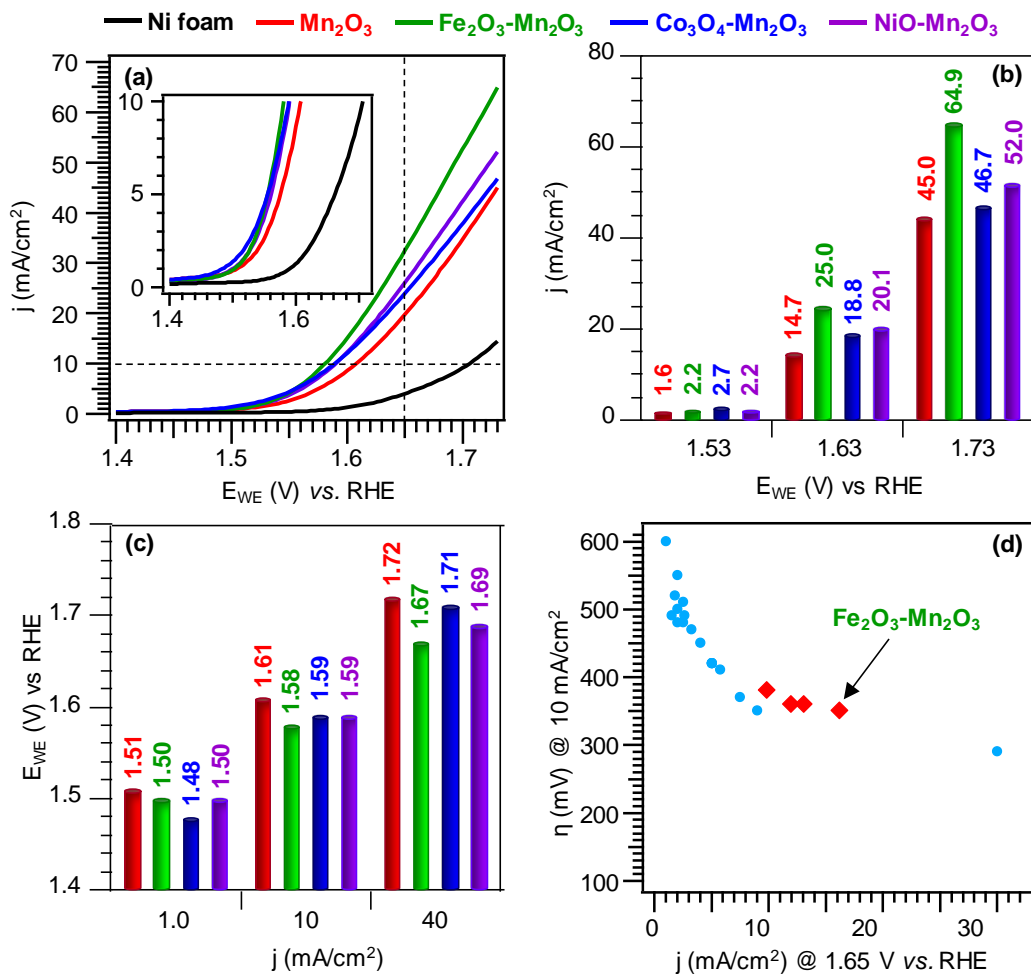 Ni foam Mn₂O₃ Fe₂O₃-Mn₂O₃ Co₃O₄-Mn₂O₃ NiO-Mn₂O₃
(a)
70
60
50
40
30
20
10
0
j (mA/cm²)
10
5
0
1.4 1.6
1.4 1.5 1.6 1.7
E_WE (V) vs. RHE
(b)
80
60
40
20
0
j (mA/cm²)
1.6 2.2 2.7 2.2
14.7 25.0 18.8 20.1
45.0 64.9 46.7 52.0
1.53 1.63 1.73
E_WE (V) vs RHE
(c)
1.8
1.7
1.6
1.5
1.4
E_WE (V) vs RHE
1.51 1.50 1.48 1.50
1.61 1.58 1.59 1.59
1.72 1.67 1.71 1.69
1.0 10 40
j (mA/cm²)
(d)
600
500
400
300
200
100
η (mV) @ 10 mA/cm²
Fe₂O₃-Mn₂O₃
0 10 20 30
j (mA/cm²) @ 1.65 V vs. RHE